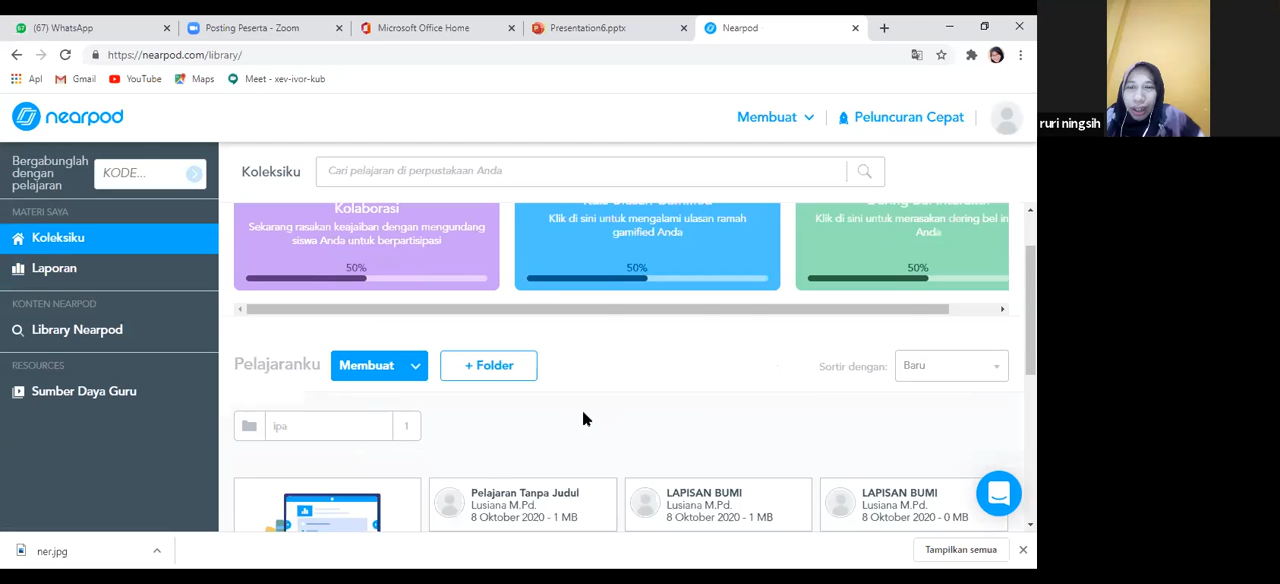 (67) WhatsApp
Posting Peserta - Zoom
Microsoft Office Home
Presentation6.pptx
Nearpod
https://nearpod.com/library/
Apl
Gmail
YouTube
Maps
Meet - xev-ivor-kub
ruri ningsih
nearpod
Membuat
Peluncuran Cepat
Bergabunglah
dengan
pelajaran
KODE...
Koleksiku
Cari pelajaran di perpustakaan Anda
MATERI SAYA
Koleksiku
Laporan
KONTEN NEARPOD
Library Nearpod
RESOURCES
Sumber Daya Guru
Kolaborasi
Sekarang rasakan keajaiban dengan mengundang
siswa Anda untuk berpartisipasi
50%
Klik di sini untuk mengalami ulasan ramah
gamified Anda
50%
Klik di sini untuk merasakan dering bel in
Anda
50%
Pelajaranku
Membuat
+ Folder
Sortir dengan:
Baru
ipa
1
Pelajaran Tanpa Judul
Lusiana M.Pd.
8 Oktober 2020 - 1 MB
LAPISAN BUMI
Lusiana M.Pd.
8 Oktober 2020 - 1 MB
LAPISAN BUMI
Lusiana M.Pd.
8 Oktober 2020 - 0 MB
ner.jpg
Tampilkan semua